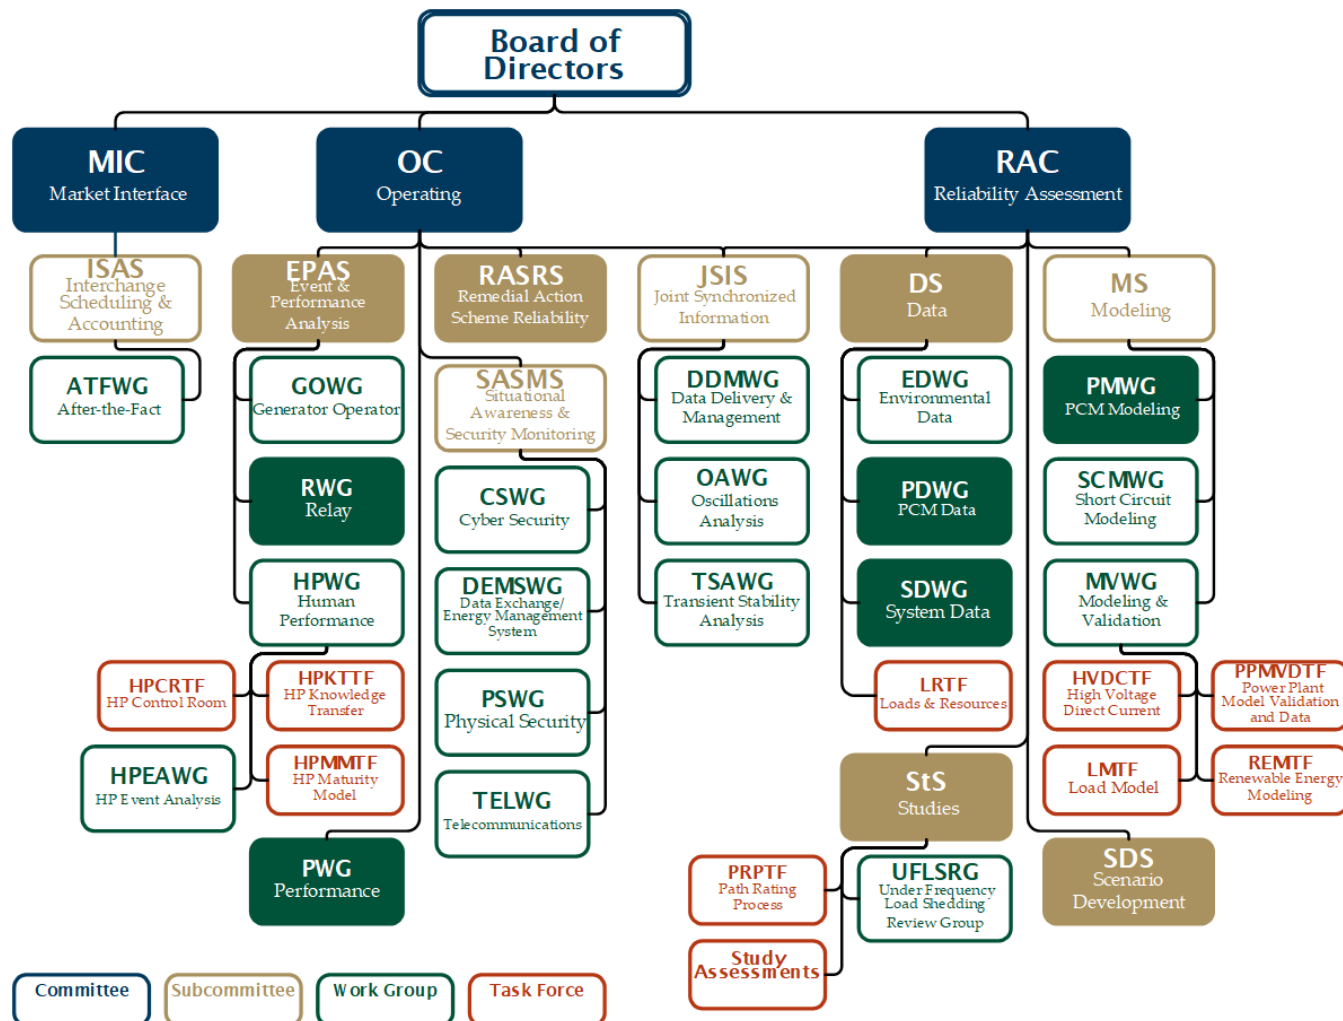 Board of
Directors
MIC
Market Interface
OC
Operating
RAC
Reliability Assessment
ISAS
Interchange
Scheduling &
Accounting
EPAS
Event &
Performance
Analysis
RASRS
Remedial Action
Scheme Reliability
JSIS
Joint Synchronized
Information
DS
Data
MS
Modeling
ATFWG
After-the-Fact
GOWG
Generator Operator
SASMS
Situational
Awareness &
Security Monitoring
DDMWG
Data Delivery &
Management
EDWG
Environmental
Data
PMWG
PCM Modeling
RWG
Relay
CSWG
Cyber Security
OAWG
Oscillations
Analysis
PDWG
PCM Data
SCMWG
Short Circuit
Modeling
HPWG
Human
Performance
DEMSWG
Data Exchange/
Energy Management
System
TSAWG
Transient Stability
Analysis
SDWG
System Data
MVWG
Modeling &
Validation
HPCRTF
HP Control Room
HPKTTF
HP Knowledge
Transfer
PSWG
Physical Security
LRTF
Loads & Resources
HVDCTF
High Voltage
Direct Current
PPMVDTF
Power Plant
Model Validation
and Data
HPEAWG
HP Event Analysis
HPMMTF
HP Maturity
Model
TELWG
Telecommunications
StS
Studies
LMTF
Load Model
REMTF
Renewable Energy
Modeling
PWG
Performance
PRPTF
Path Rating
Process
UFLSRG
Under Frequency
Load Shedding
Review Group
SDS
Scenario
Development
Study
Assessments
Committee
Subcommittee
Work Group
Task Force